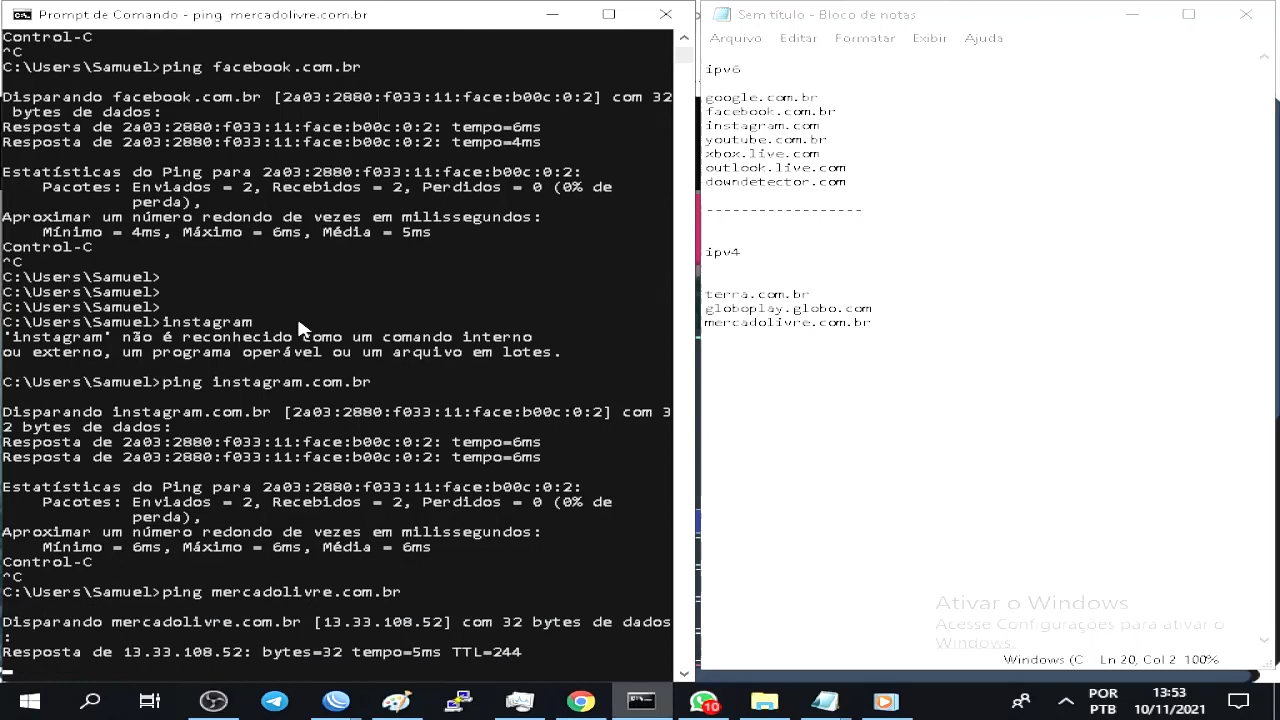 Prompt de Comando - ping mercadolivre.com.br
Control-C
^C
C:\Users\Samuel>ping facebook.com.br
Disparando facebook.com.br [2a03:2880:f033:11:face:b00c:0:2] com 32
bytes de dados:
Resposta de 2a03:2880:f033:11:face:b00c:0:2: tempo=6ms
Resposta de 2a03:2880:f033:11:face:b00c:0:2: tempo=4ms
Estatísticas do Ping para 2a03:2880:f033:11:face:b00c:0:2:
Pacotes: Enviados = 2, Recebidos = 2, Perdidos = 0 (0% de
perda),
Aproximar um número redondo de vezes em milissegundos:
Mínimo = 4ms, Máximo = 6ms, Média = 5ms
Control-C
^C
C:\Users\Samuel>
C:\Users\Samuel>
C:\Users\Samuel>
C:\Users\Samuel>instagram
'instagram' não é reconhecido como um comando interno
ou externo, um programa operável ou um arquivo em lotes.
C:\Users\Samuel>ping instagram.com.br
Disparando instagram.com.br [2a03:2880:f033:11:face:b00c:0:2] com 3
2 bytes de dados:
Resposta de 2a03:2880:f033:11:face:b00c:0:2: tempo=6ms
Resposta de 2a03:2880:f033:11:face:b00c:0:2: tempo=6ms
Estatísticas do Ping para 2a03:2880:f033:11:face:b00c:0:2:
Pacotes: Enviados = 2, Recebidos = 2, Perdidos = 0 (0% de
perda),
Aproximar um número redondo de vezes em milissegundos:
Mínimo = 6ms, Máximo = 6ms, Média = 6ms
Control-C
^C
C:\Users\Samuel>ping mercadolivre.com.br
Disparando mercadolivre.com.br [13.33.108.52] com 32 bytes de dados
:
Resposta de 13.33.108.52: bytes=32 tempo=5ms TTL=244
Sem título - Bloco de notas
Arquivo Editar Formatar Exibir Ajuda
ipv6
google.com.br
facebook.com.br
instagram.com
youtube.com.br
xbox.live.com
outlook.live.com
downdetector.com
------------------
ipv4
terra.com.br
globoplay.globo.com
mercadolivre.com.br
Ativar o Windows
Acesse Configurações para ativar o
Windows.
Windows (C Ln 20, Col 2 100%
10
POR
PTB
13:53
10/11/2021